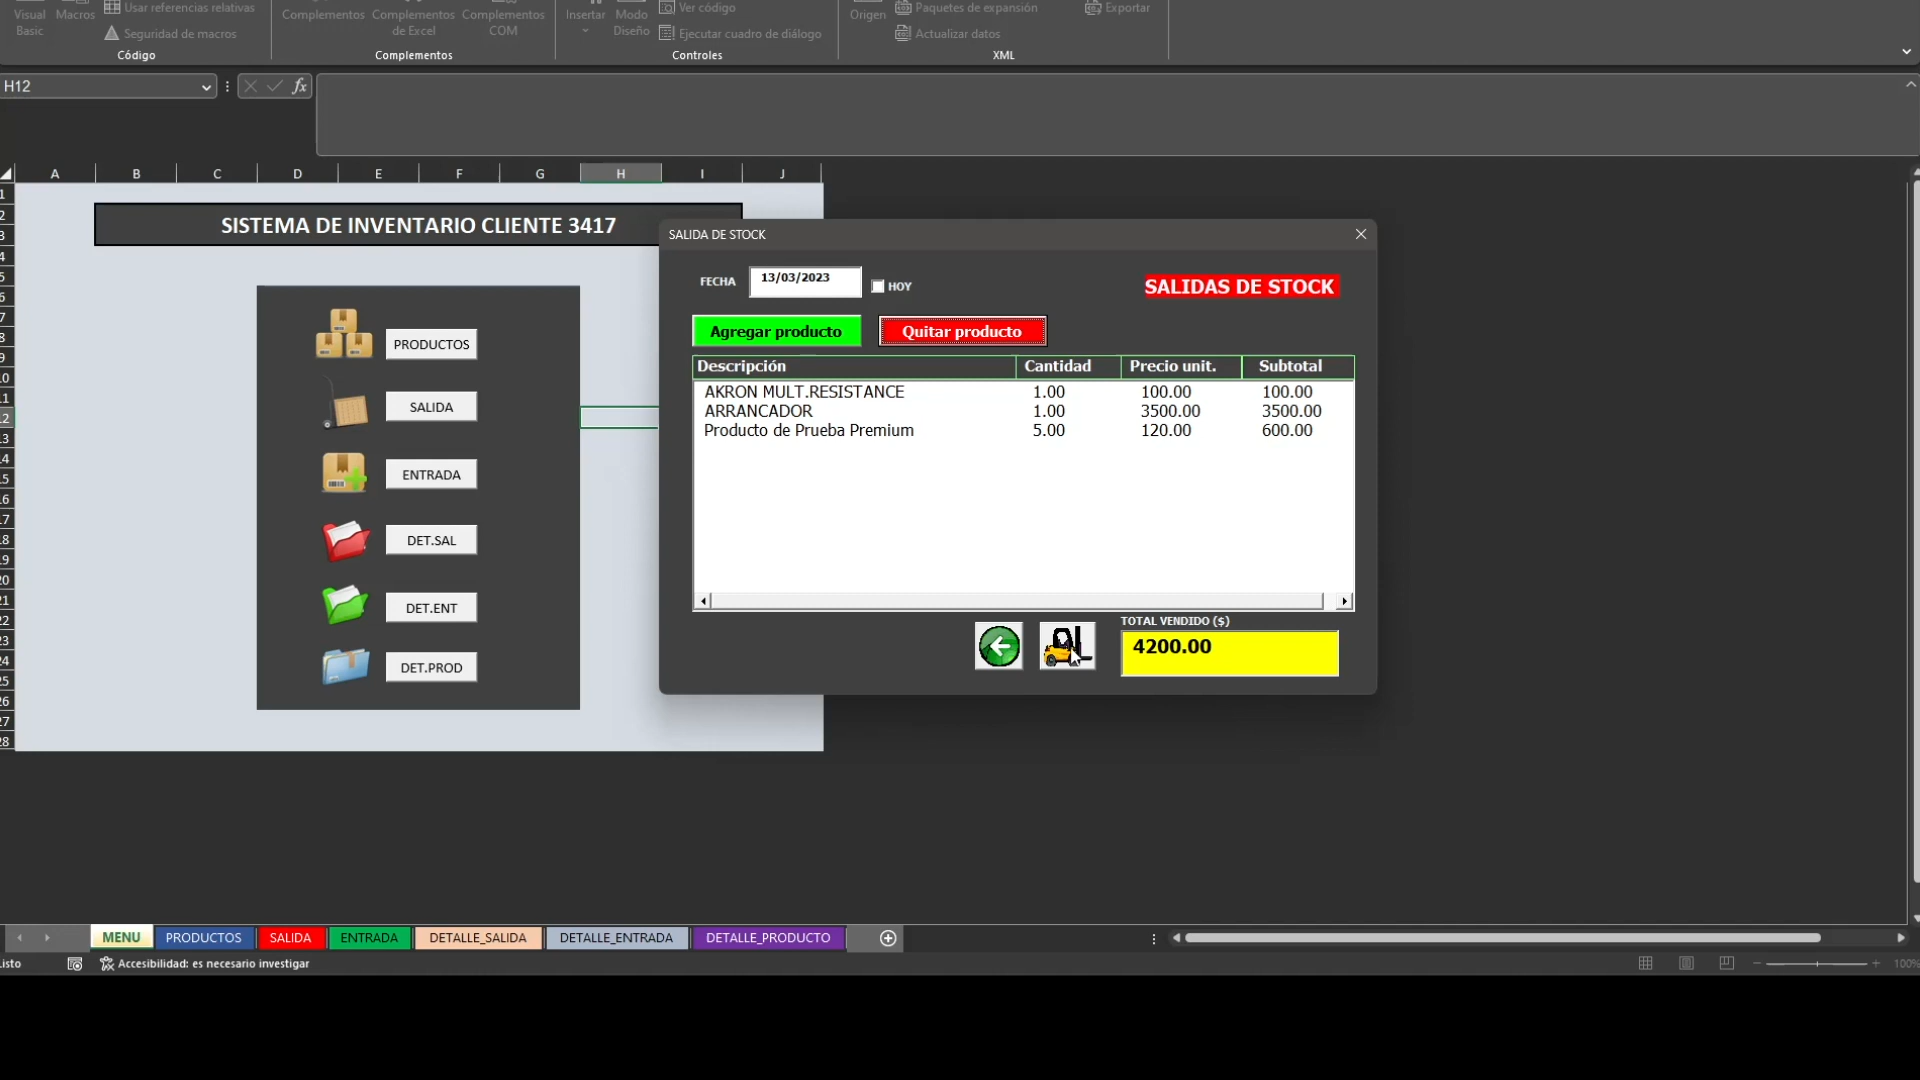 Visual Basic
Macros
Usar referencias relativas
Seguridad de macros
Código
Complementos
Complementos de Excel
Complementos COM
Complementos
Insertar
Modo Diseño
Ver código
Ejecutar cuadro de diálogo
Controles
Origen
Paquetes de expansión
Actualizar datos
Exportar
XML
H12
fx
A B C D E F G H I J
SISTEMA DE INVENTARIO CLIENTE 3417
PRODUCTOS
SALIDA
ENTRADA
DET.SAL
DET.ENT
DET.PROD
SALIDA DE STOCK
FECHA 13/03/2023 HOY
SALIDAS DE STOCK
Agregar producto Quitar producto
Descripción Cantidad Precio unit. Subtotal
AKRON MULT.RESISTANCE 1.00 100.00 100.00
ARRANCADOR 1.00 3500.00 3500.00
Producto de Prueba Premium 5.00 120.00 600.00
TOTAL VENDIDO ($)
4200.00
MENU PRODUCTOS SALIDA ENTRADA DETALLE_SALIDA DETALLE_ENTRADA DETALLE_PRODUCTO
isto
Accesibilidad: es necesario investigar
100%